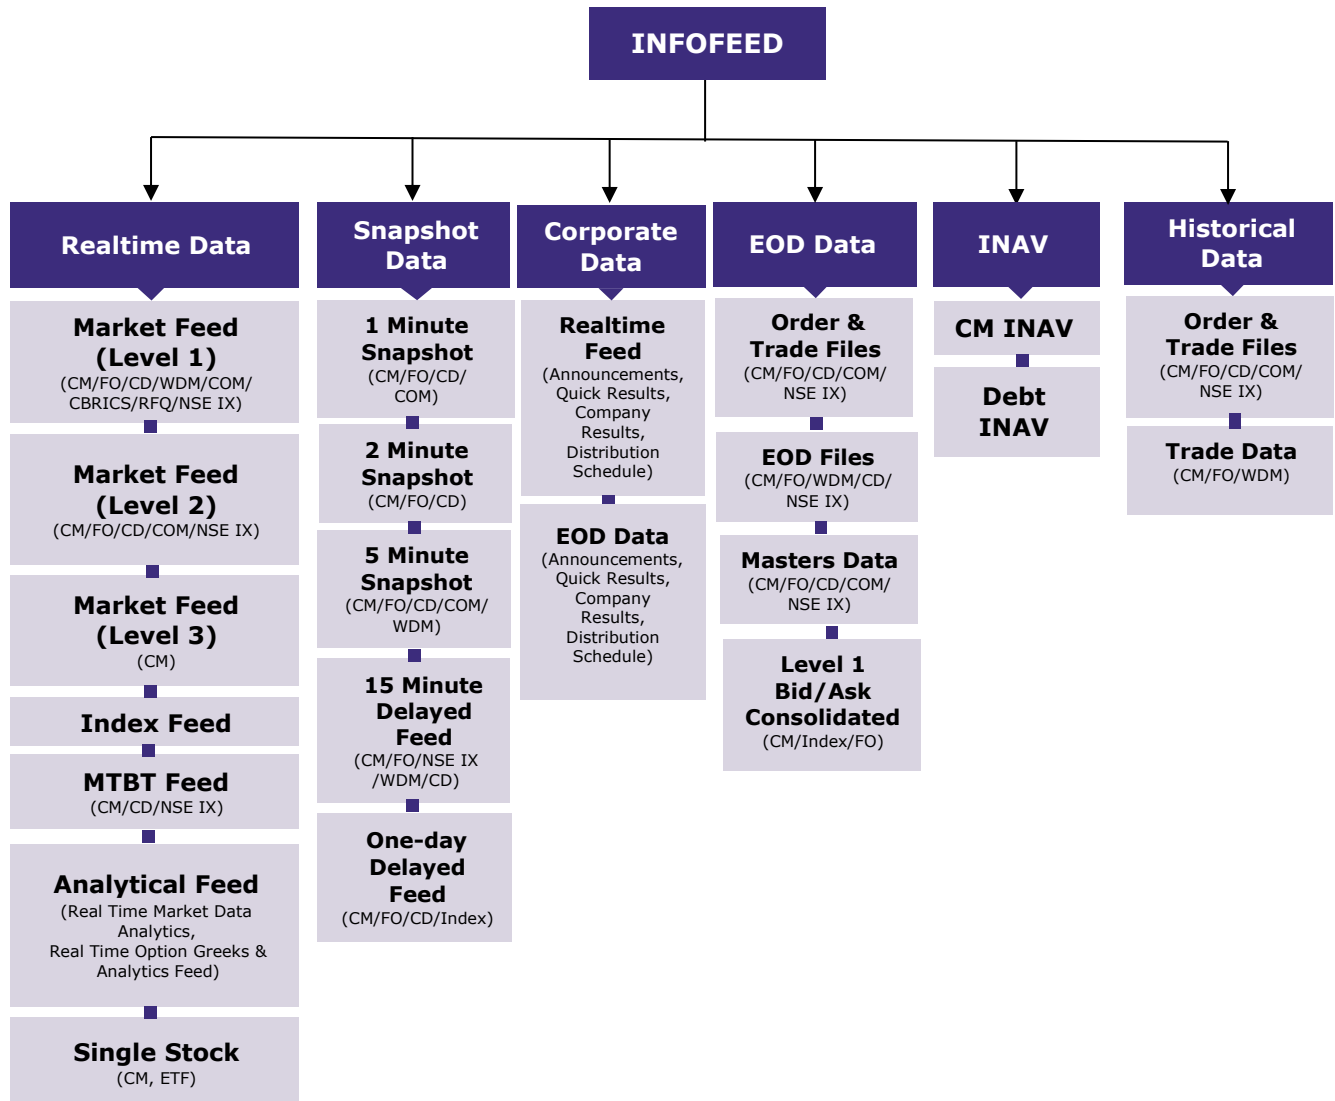 INFOFEED
Realtime Data
Market Feed
(Level 1)
(CM/FO/CD/WDM/COM/
CBRICS/RFQ/NSE IX)
Market Feed
(Level 2)
(CM/FO/CD/COM/NSE IX)
Market Feed
(Level 3)
(CM)
Index Feed
MTBT Feed
(CM/CD/NSE IX)
Analytical Feed
(Real Time Market Data
Analytics,
Real Time Option Greeks &
Analytics Feed)
Single Stock
(CM, ETF)
Snapshot
Data
1 Minute
Snapshot
(CM/FO/CD/
COM)
2 Minute
Snapshot
(CM/FO/CD)
5 Minute
Snapshot
(CM/FO/CD/COM/
WDM)
15 Minute
Delayed
Feed
(CM/FO/NSE IX
/WDM/CD)
One-day
Delayed
Feed
(CM/FO/CD/Index)
Corporate
Data
Realtime
Feed
(Announcements,
Quick Results,
Company
Results,
Distribution
Schedule)
EOD Data
(Announcements,
Quick Results,
Company
Results,
Distribution
Schedule)
EOD Data
Order &
Trade Files
(CM/FO/CD/COM/
NSE IX)
EOD Files
(CM/FO/WDM/CD/
NSE IX)
Masters Data
(CM/FO/CD/COM/
NSE IX)
Level 1
Bid/Ask
Consolidated
(CM/Index/FO)
INAV
CM INAV
Debt
INAV
Historical
Data
Order &
Trade Files
(CM/FO/CD/COM/
NSE IX)
Trade Data
(CM/FO/WDM)